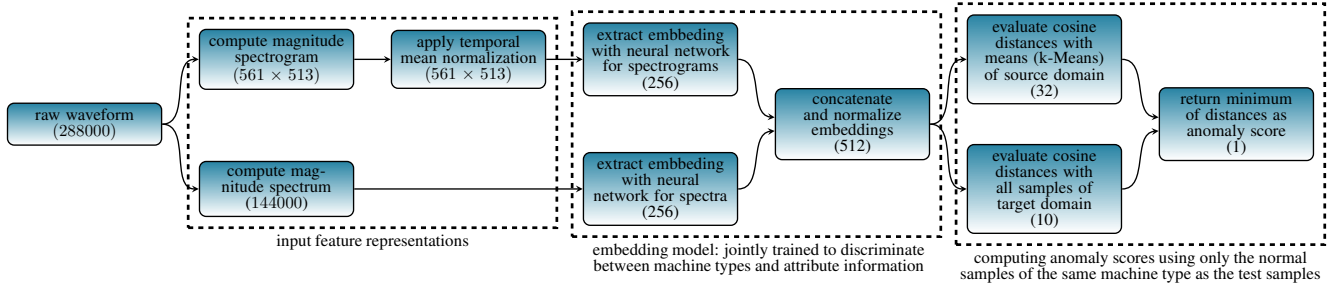 raw waveform
(288000)
compute magnitude
spectrogram
(561 × 513)
apply temporal
mean normalization
(561 × 513)
compute mag-
nitude spectrum
(144000)
input feature representations
extract embbeding
with neural network
for spectrograms
(256)
extract embbeding
with neural
network for spectra
(256)
concatenate
and normalize
embeddings
(512)
embedding model: jointly trained to discriminate
between machine types and attribute information
evaluate cosine
distances with
means (k-Means)
of source domain
(32)
evaluate cosine
distances with
all samples of
target domain
(10)
return minimum
of distances as
anomaly score
(1)
computing anomaly scores using only the normal
samples of the same machine type as the test samples